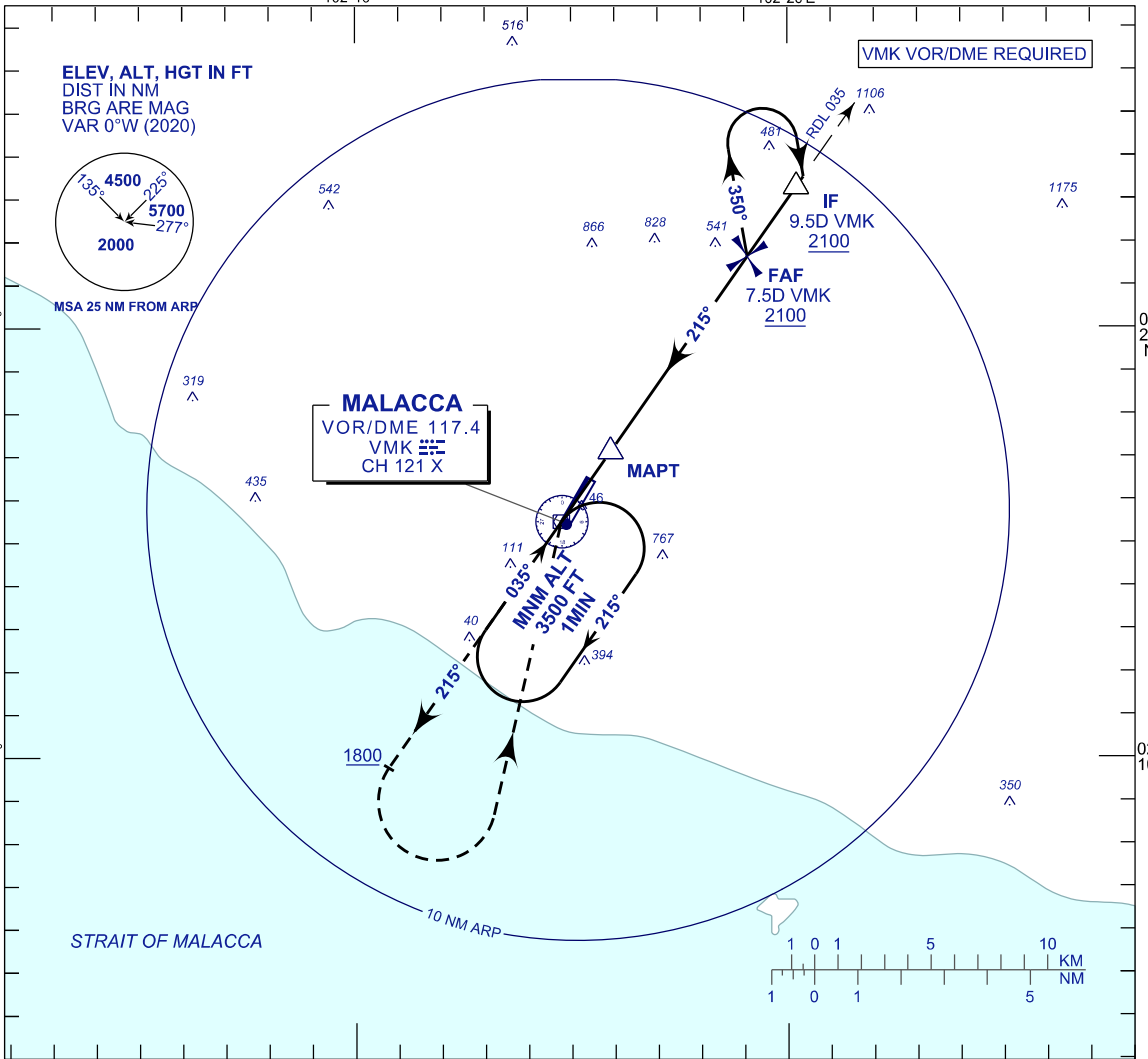 516
VMK VOR/DME REQUIRED
ELEV, ALT, HGT IN FT
DIST IN NM
BRG ARE MAG
VAR 0°W (2020)
4500
135°
225°
5700
277°
2000
MSA 25 NM FROM ARP
1106
RDL 035
481
542
1175
350°
IF
9.5D VMK
2100
866
828
541
FAF
7.5D VMK
2100
215°
319
MALACCA
VOR/DME 117.4
VMK
CH 121 X
MAPT
435
46
767
111
035°
MNM ALT
3500 FT
1MIN
215°
40
394
215°
1800
350
10 NM ARP
STRAIT OF MALACCA
1 0 1 5 10
KM
NM
1 0 1 5